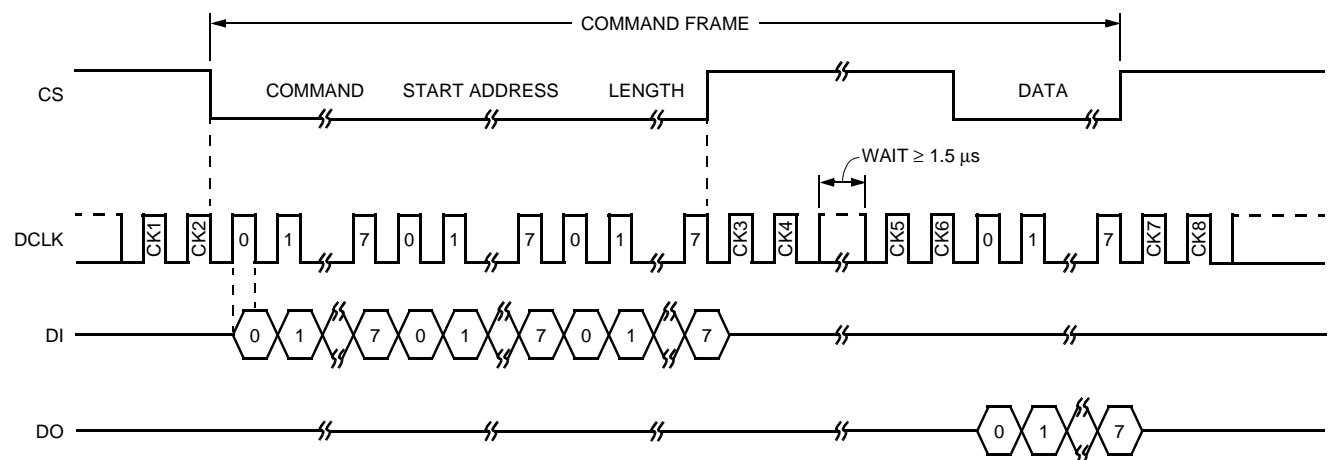 COMMAND FRAME
CS COMMAND START ADDRESS LENGTH DATA
WAIT ≥ 1.5 μs
DCLK CK1 CK2 0 1 7 0 1 7 0 1 7 CK3 CK4 CK5 CK6 0 1 7 CK7 CK8
DI 0 1 7 0 1 7 0 1 7
DO 0 1 7